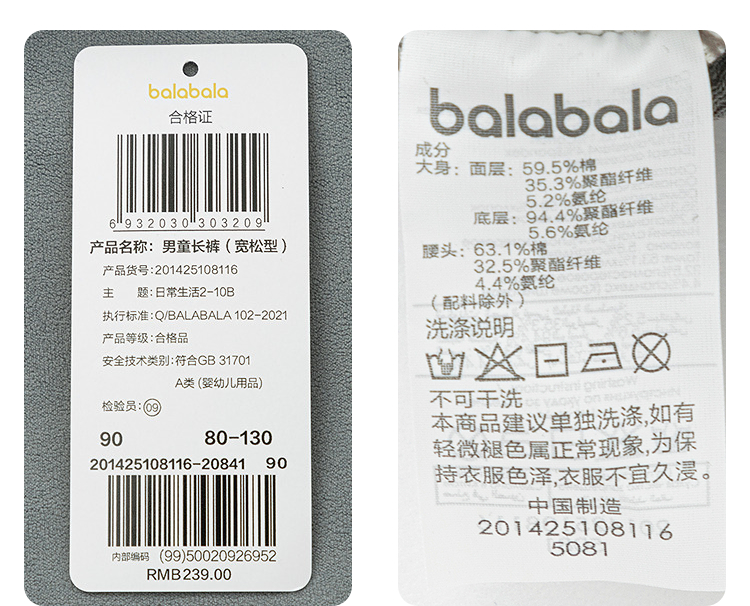 balabala
合格证
6 932030 303209
产品名称：男童长裤（宽松型）
产品货号:201425108116
主 题:日常生活2-10B
执行标准:Q/BALABALA 102-2021
产品等级:合格品
安全技术类别:符合GB 31701
A类（婴幼儿用品）
检验员:09
90 80-130
201425108116-20841 90
内部编码 (99)50020926952
RMB239.00
balabala
成分
大身：面层：59.5%棉
35.3%聚酯纤维
5.2%氨纶
底层：94.4%聚酯纤维
5.6%氨纶
腰头：63.1%棉
32.5%聚酯纤维
4.4%氨纶
（配料除外）
洗涤说明
不可干洗
本商品建议单独洗涤,如有
轻微褪色属正常现象,为保
持衣服色泽,衣服不宜久浸。
中国制造
201425108116
5081